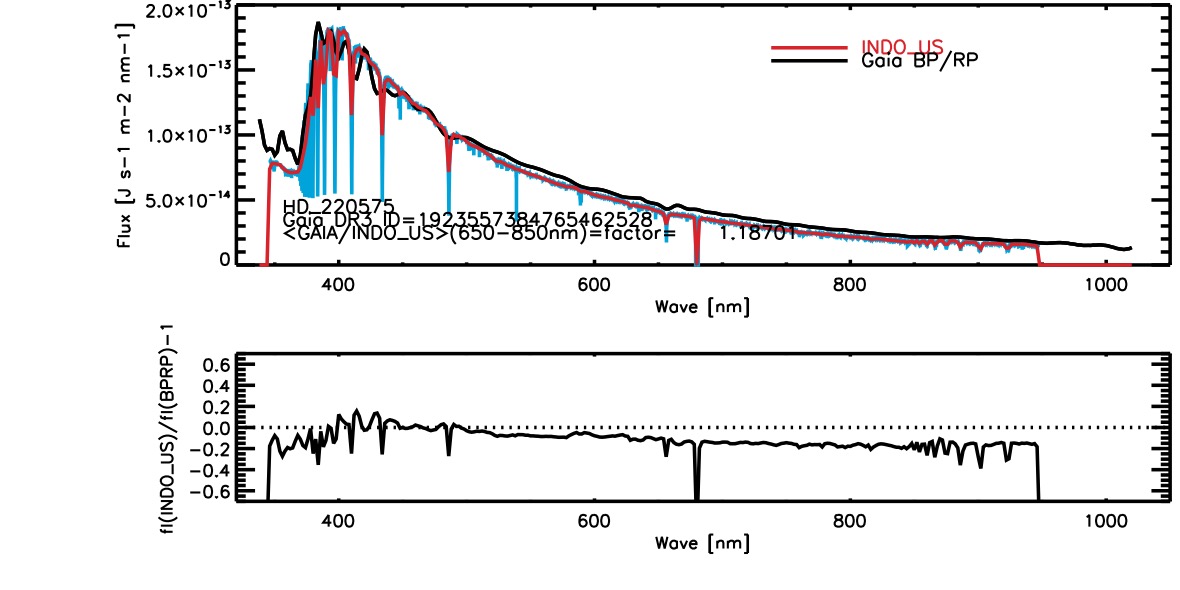 2.0×10−13
1.5×10−13
1.0×10−13
5.0×10−14
0
Flux [J s−1 m−2 nm−1]
INDO_US
Gaia BP/RP
HD_220575
Gaia DR3_ID=1923557384765462528
<GAIA/INDO_US>(650−850nm)=factor= 1.18701
400 600 800 1000
Wave [nm]
fl(INDO_US)/fl(BPRP)−1
0.6
0.4
0.2
0.0
−0.2
−0.4
−0.6
400 600 800 1000
Wave [nm]